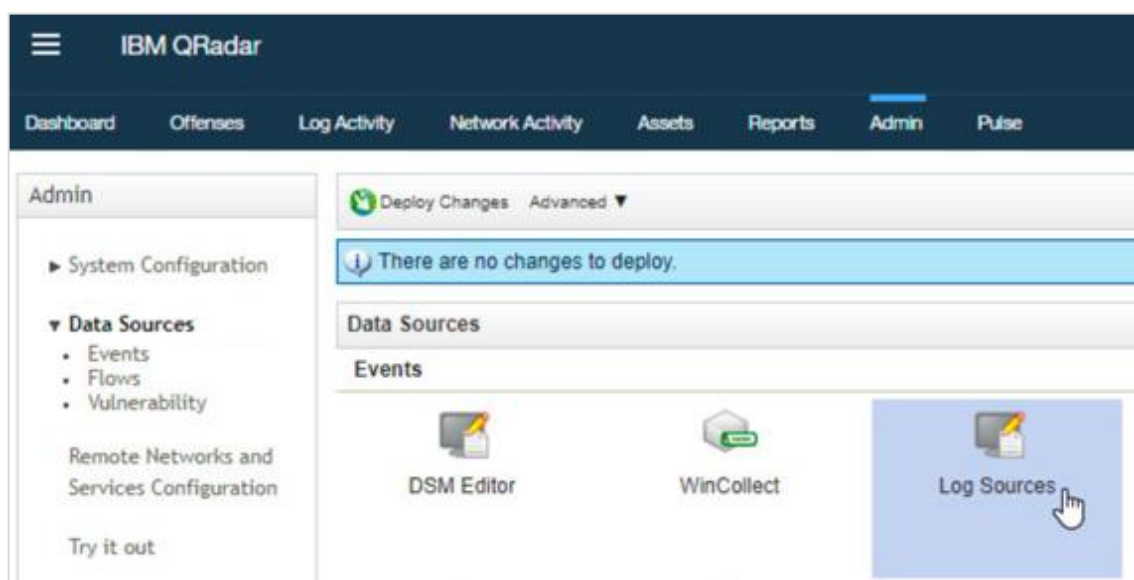 IBM QRadar
Dashboard Offenses Log Activity Network Activity Assets Reports Admin Pulse
Admin
System Configuration
Data Sources
Events
Flows
Vulnerability
Remote Networks and
Services Configuration
Try it out
Deploy Changes Advanced
There are no changes to deploy.
Data Sources
Events
DSM Editor WinCollect Log Sources